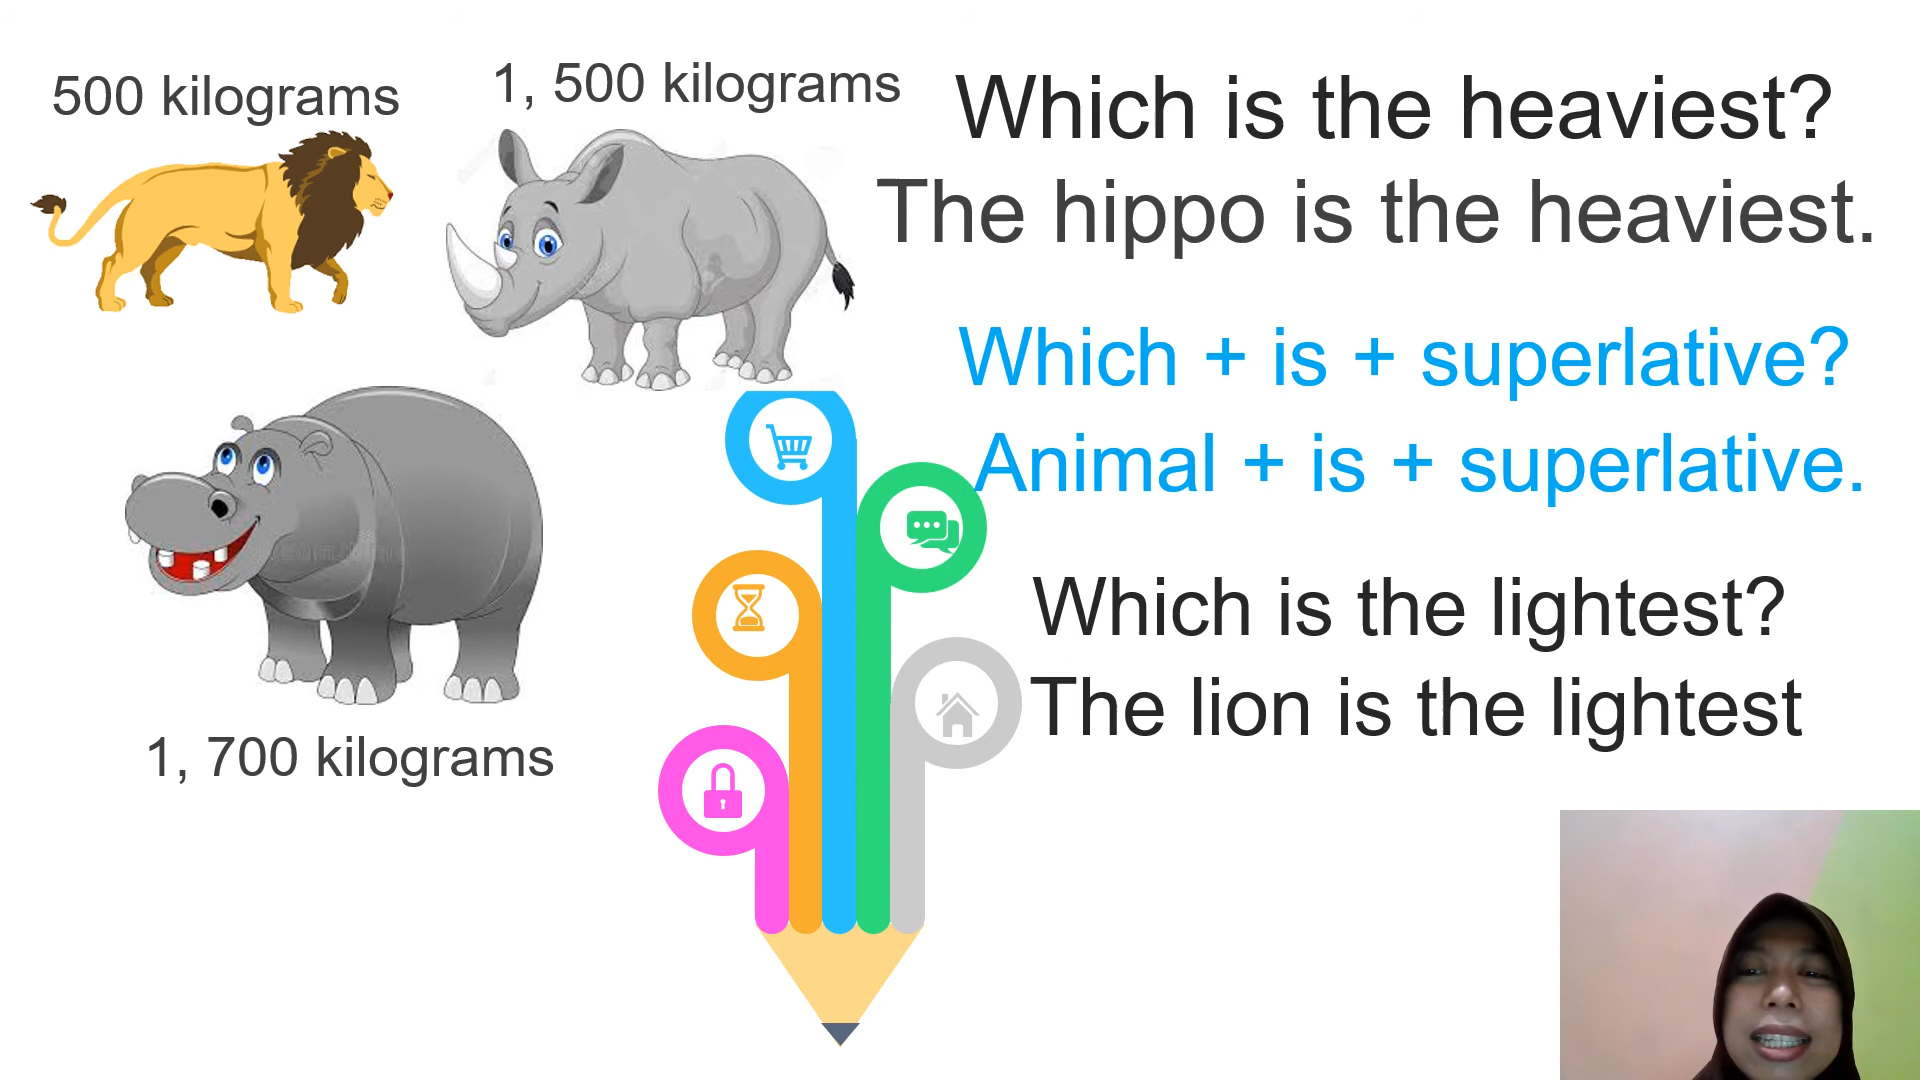 500 kilograms
1, 500 kilograms
1, 700 kilograms
Which is the heaviest?
The hippo is the heaviest.
Which + is + superlative?
Animal + is + superlative.
Which is the lightest?
The lion is the lightest